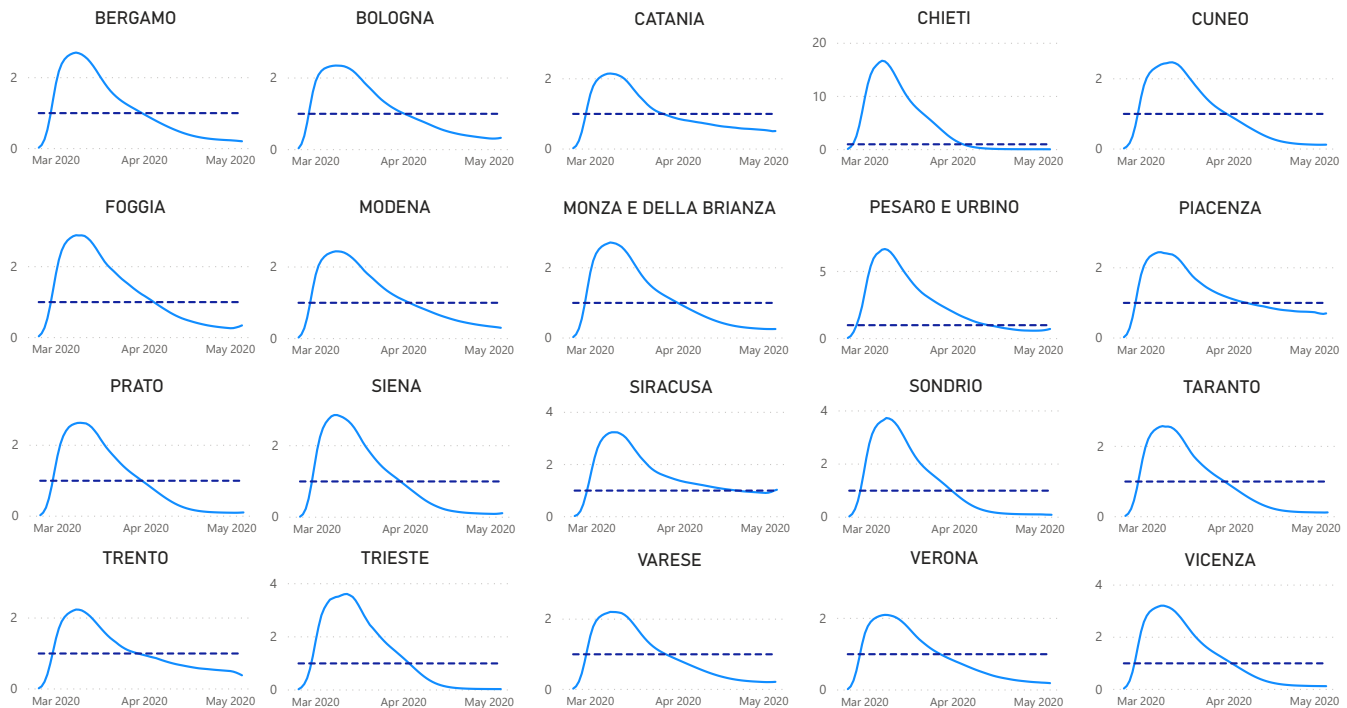 BERGAMO
2
0
Mar 2020 Apr 2020 May 2020
BOLOGNA
2
0
Mar 2020 Apr 2020 May 2020
CATANIA
2
0
Mar 2020 Apr 2020 May 2020
CHIETI
20
10
0
Mar 2020 Apr 2020 May 2020
CUNEO
2
0
Mar 2020 Apr 2020 May 2020
FOGGIA
2
0
Mar 2020 Apr 2020 May 2020
MODENA
2
0
Mar 2020 Apr 2020 May 2020
MONZA E DELLA BRIANZA
2
0
Mar 2020 Apr 2020 May 2020
PESARO E URBINO
5
0
Mar 2020 Apr 2020 May 2020
PIACENZA
2
0
Mar 2020 Apr 2020 May 2020
PRATO
2
0
Mar 2020 Apr 2020 May 2020
SIENA
2
0
Mar 2020 Apr 2020 May 2020
SIRACUSA
4
2
0
Mar 2020 Apr 2020 May 2020
SONDRIO
4
2
0
Mar 2020 Apr 2020 May 2020
TARANTO
2
0
Mar 2020 Apr 2020 May 2020
TRENTO
2
0
Mar 2020 Apr 2020 May 2020
TRIESTE
4
2
0
Mar 2020 Apr 2020 May 2020
VARESE
2
0
Mar 2020 Apr 2020 May 2020
VERONA
2
0
Mar 2020 Apr 2020 May 2020
VICENZA
4
2
0
Mar 2020 Apr 2020 May 2020